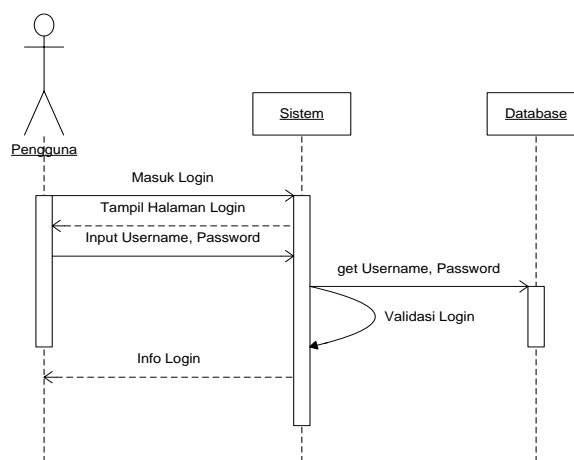 Sistem
Database
Pengguna
Masuk Login
Tampil Halaman Login
Input Username, Password
get Username, Password
Validasi Login
Info Login